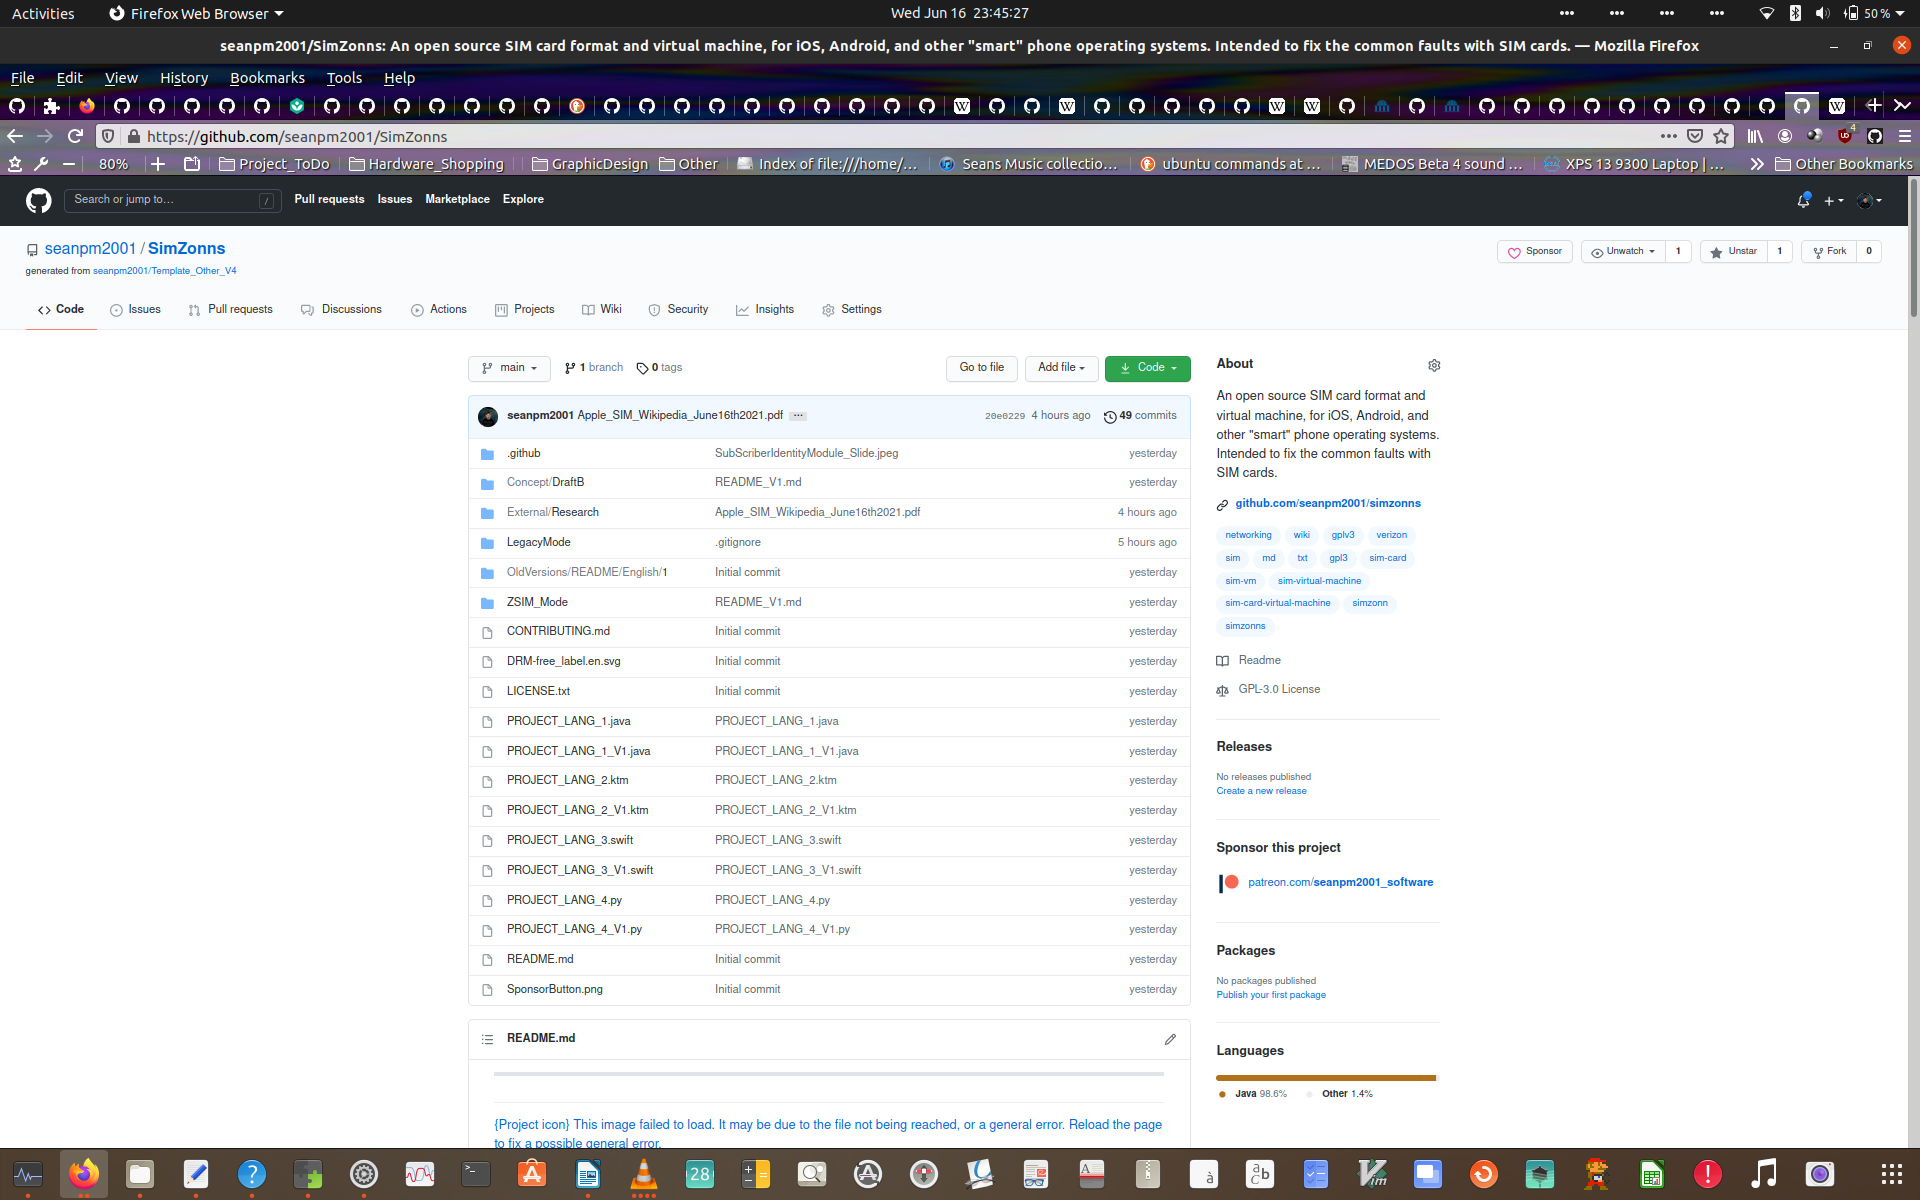 Activities
Firefox Web Browser
Wed Jun 16 23:45:27
50 %
seanpm2001/SimZonns: An open source SIM card format and virtual machine, for iOS, Android, and other "smart" phone operating systems. Intended to fix the common faults with SIM cards. — Mozilla Firefox
File Edit View History Bookmarks Tools Help
https://github.com/seanpm2001/SimZonns
4
80%
Project_ToDo
Hardware_Shopping
GraphicDesign
Other
Index of file:///home/...
Seans Music collectio...
ubuntu commands at ...
MEDOS Beta 4 sound ...
XPS 13 9300 Laptop | ...
Other Bookmarks
Search or jump to...
/
Pull requests Issues Marketplace Explore
seanpm2001 / SimZonns
generated from seanpm2001/Template_Other_V4
Sponsor
Unwatch 1
Unstar 1
Fork 0
Code Issues Pull requests Discussions Actions Projects Wiki Security Insights Settings
main
1 branch
0 tags
Go to file
Add file
Code
seanpm2001 Apple_SIM_Wikipedia_June16th2021.pdf ... 20e0229 4 hours ago 49 commits
.github SubScriberIdentityModule_Slide.jpeg yesterday
Concept/DraftB README_V1.md yesterday
External/Research Apple_SIM_Wikipedia_June16th2021.pdf 4 hours ago
LegacyMode .gitignore 5 hours ago
OldVersions/README/English/1 Initial commit yesterday
ZSIM_Mode README_V1.md yesterday
CONTRIBUTING.md Initial commit yesterday
DRM-free_label.en.svg Initial commit yesterday
LICENSE.txt Initial commit yesterday
PROJECT_LANG_1.java PROJECT_LANG_1.java yesterday
PROJECT_LANG_1_V1.java PROJECT_LANG_1_V1.java yesterday
PROJECT_LANG_2.ktm PROJECT_LANG_2.ktm yesterday
PROJECT_LANG_2_V1.ktm PROJECT_LANG_2_V1.ktm yesterday
PROJECT_LANG_3.swift PROJECT_LANG_3.swift yesterday
PROJECT_LANG_3_V1.swift PROJECT_LANG_3_V1.swift yesterday
PROJECT_LANG_4.py PROJECT_LANG_4.py yesterday
PROJECT_LANG_4_V1.py PROJECT_LANG_4_V1.py yesterday
README.md Initial commit yesterday
SponsorButton.png Initial commit yesterday
README.md
{Project icon} This image failed to load. It may be due to the file not being reached, or a general error. Reload the page
to fix a possible general error.
About
An open source SIM card format and
virtual machine, for iOS, Android, and
other "smart" phone operating systems.
Intended to fix the common faults with
SIM cards.
github.com/seanpm2001/simzonns
networking wiki gplv3 verizon
sim md txt gpl3 sim-card
sim-vm sim-virtual-machine
sim-card-virtual-machine simzonn
simzonns
Readme
GPL-3.0 License
Releases
No releases published
Create a new release
Sponsor this project
patreon.com/seanpm2001_software
Packages
No packages published
Publish your first package
Languages
Java 98.6% Other 1.4%
28